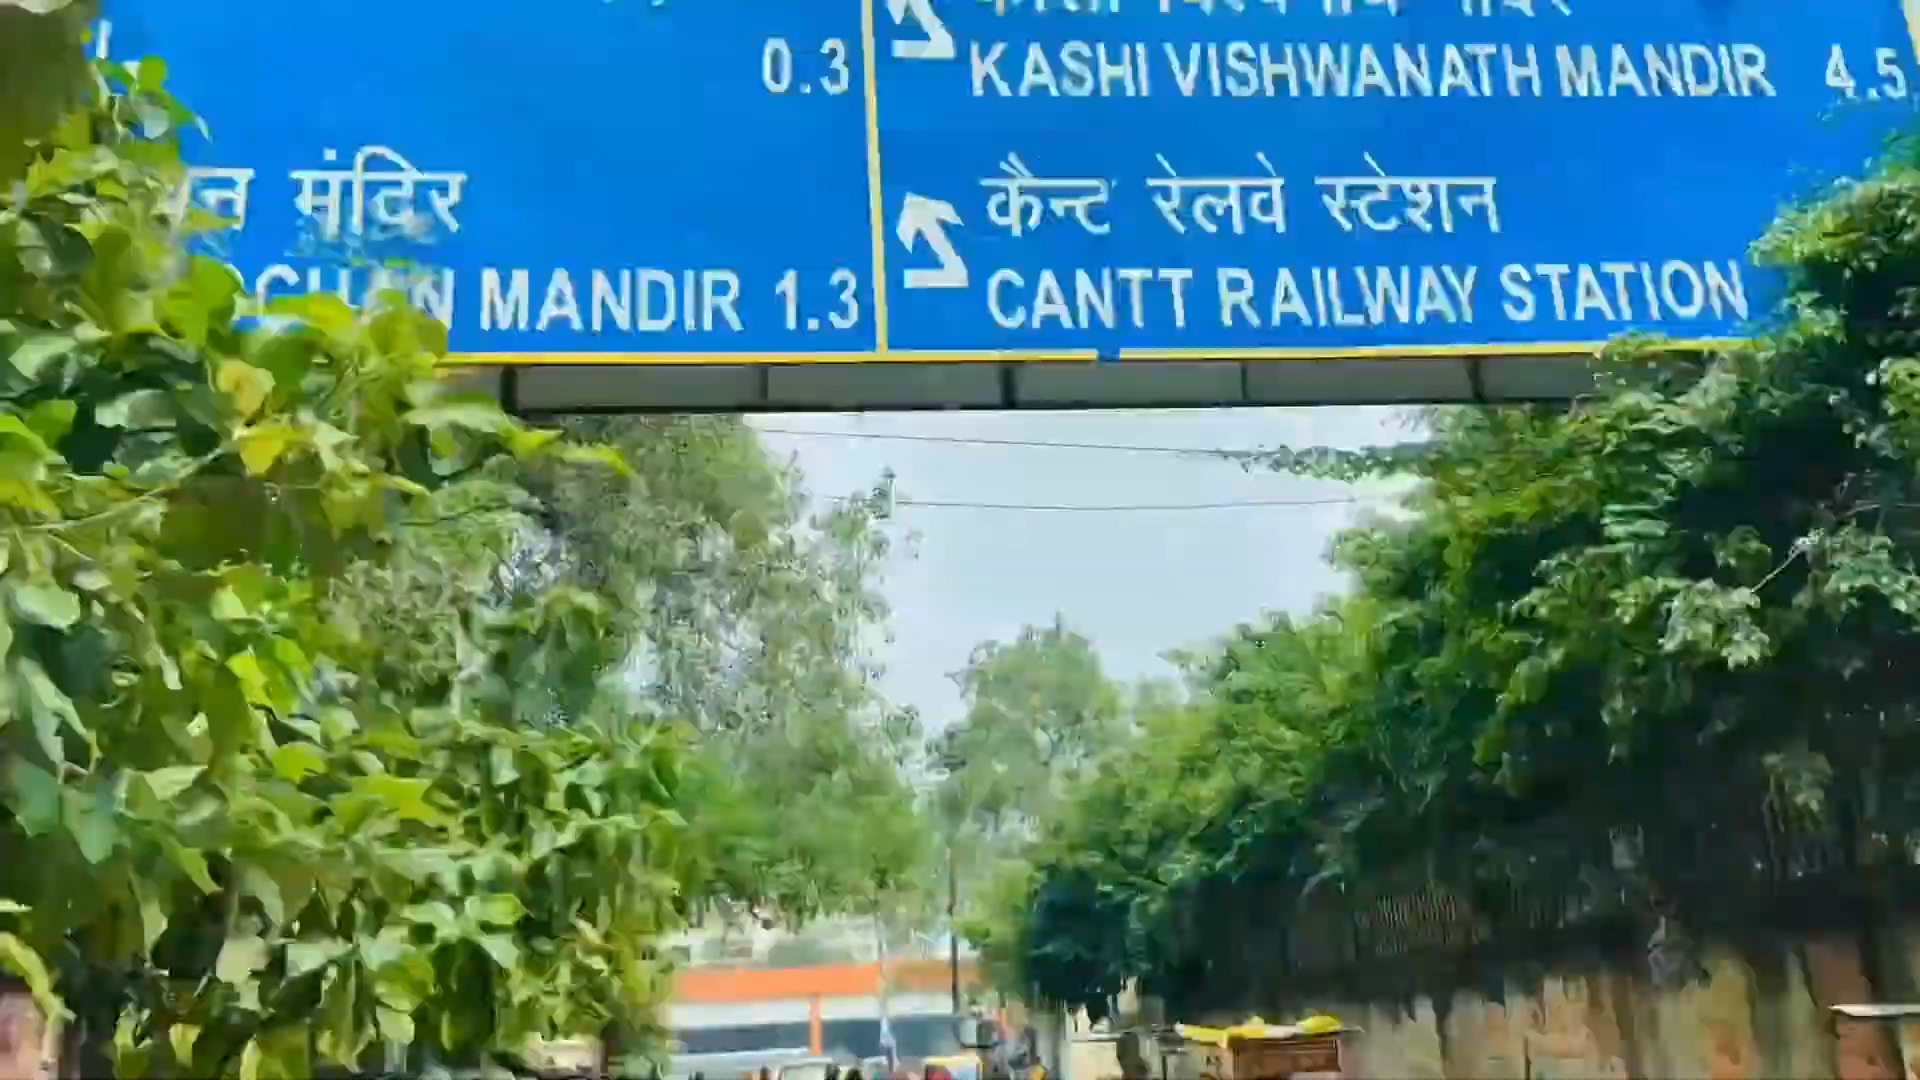 0.3
मंदिर
MANDIR 1.3
KASHI VISHWANATH MANDIR 4.5
कैन्ट रेलवे स्टेशन
CANTT RAILWAY STATION